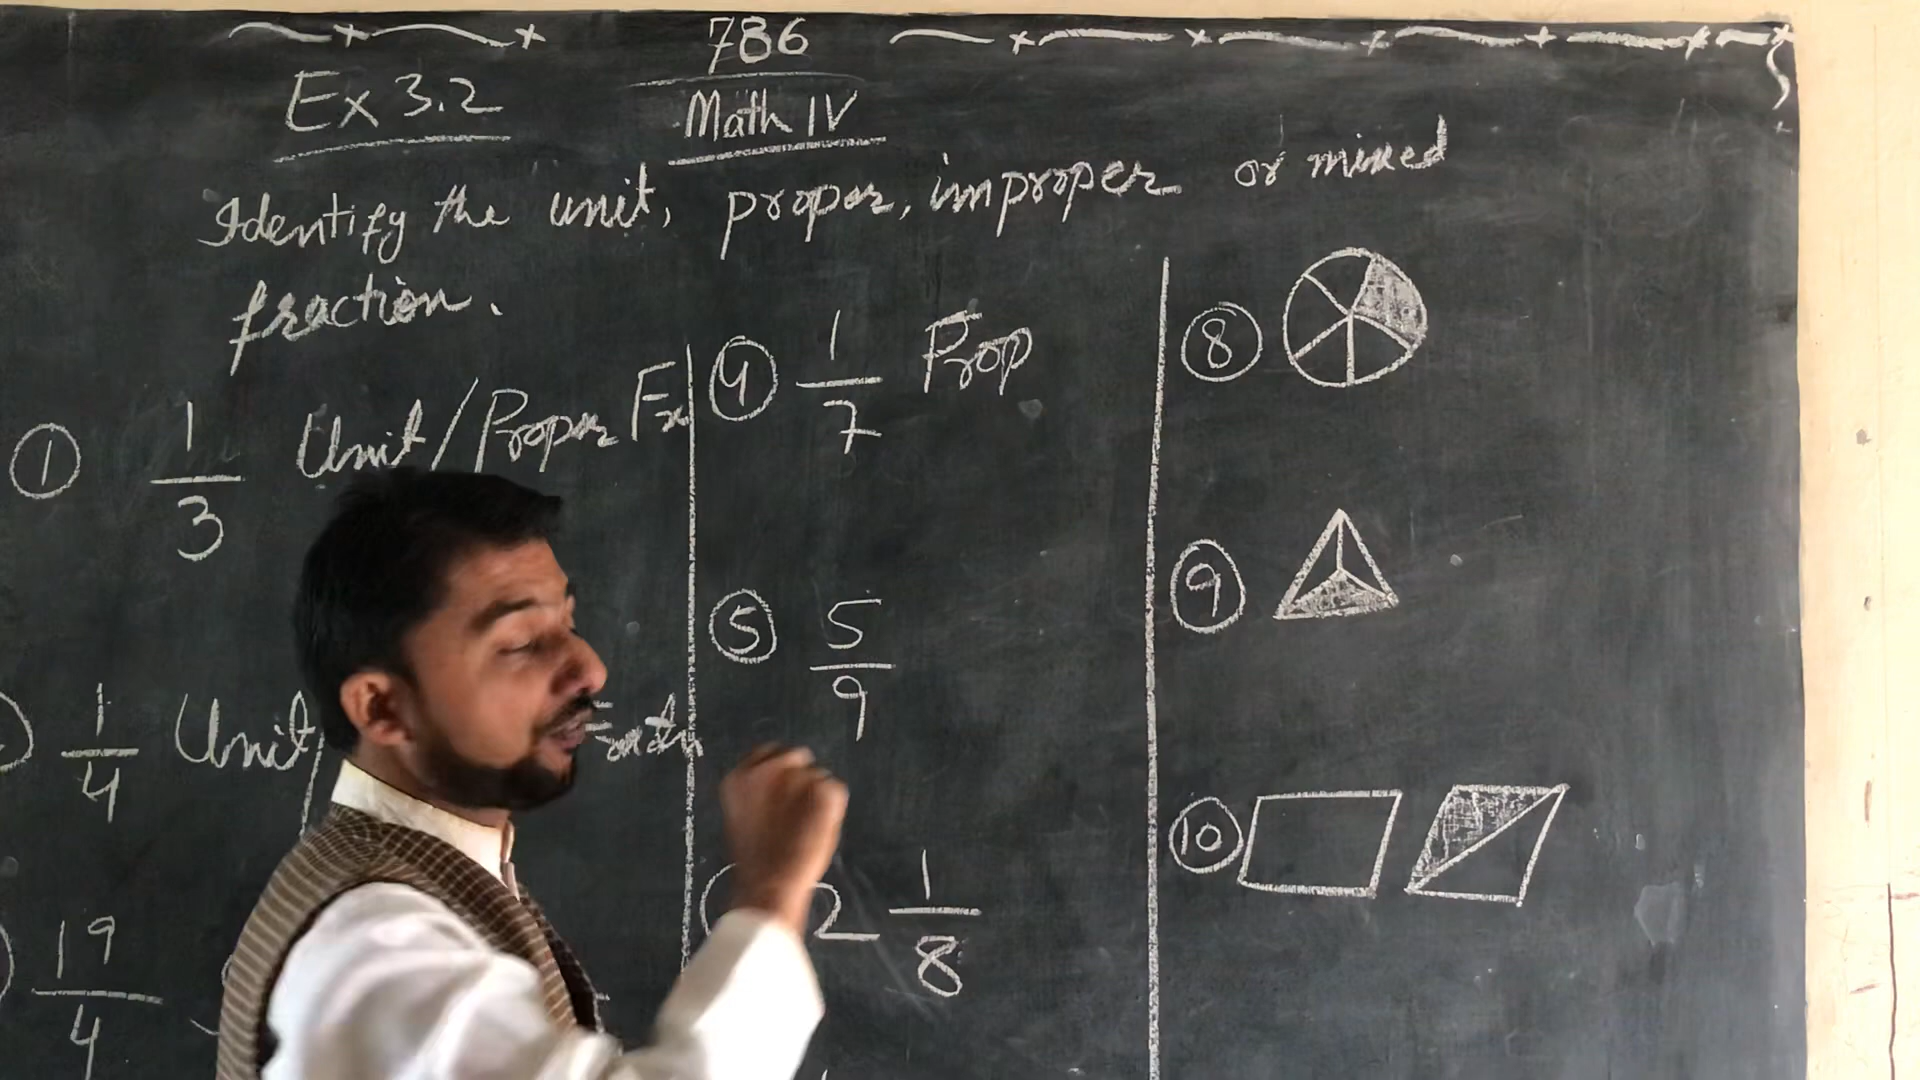 786
Ex 3.2
Math IV
Identify the unit, proper, improper or mixed
fraction.
① 1/3 Unit/Proper Fr
1/4 Unit
19/4
④ 1/7 Prop
⑤ 5/9
2 1/8
⑧
⑨
⑩